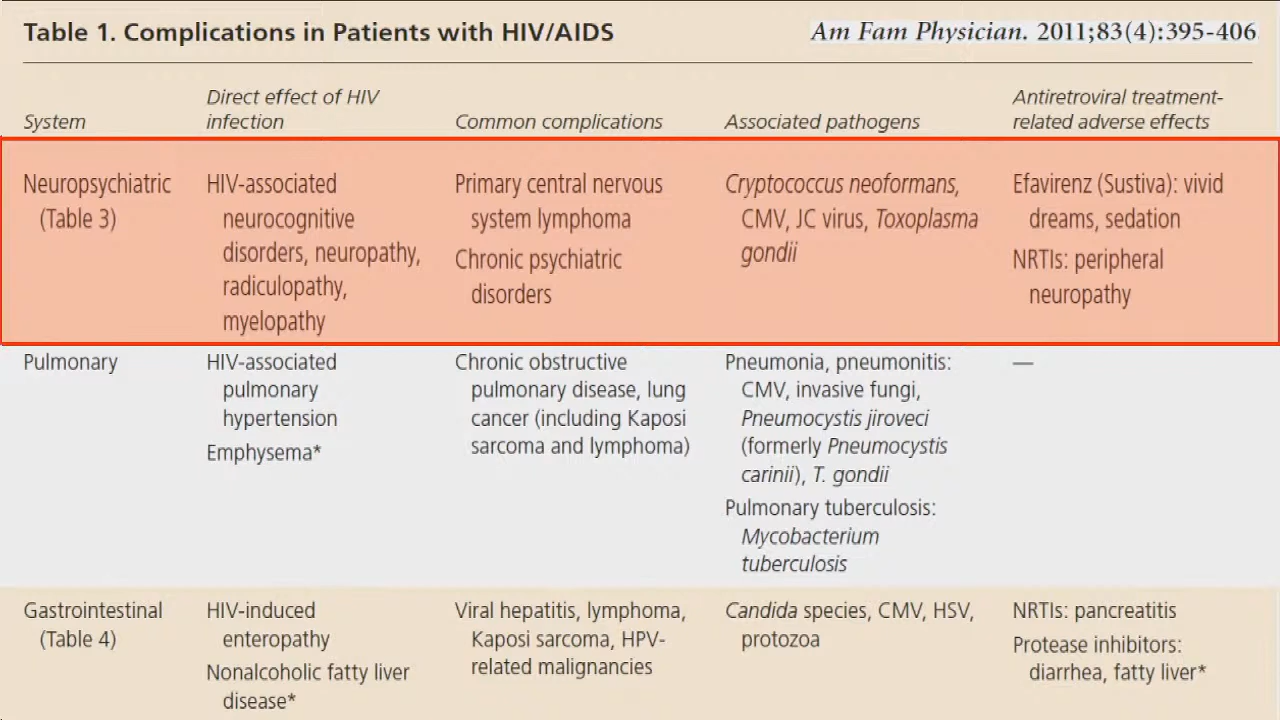 Table 1. Complications in Patients with HIV/AIDS
Am Fam Physician. 2011;83(4):395-406
System
Direct effect of HIV
infection
Common complications
Associated pathogens
Antiretroviral treatment-
related adverse effects
Neuropsychiatric
(Table 3)
HIV-associated
neurocognitive
disorders, neuropathy,
radiculopathy,
myelopathy
Primary central nervous
system lymphoma
Chronic psychiatric
disorders
Cryptococcus neoformans,
CMV, JC virus, Toxoplasma
gondii
Efavirenz (Sustiva): vivid
dreams, sedation
NRTIs: peripheral
neuropathy
Pulmonary
HIV-associated
pulmonary
hypertension
Emphysema*
Chronic obstructive
pulmonary disease, lung
cancer (including Kaposi
sarcoma and lymphoma)
Pneumonia, pneumonitis:
CMV, invasive fungi,
Pneumocystis jiroveci
(formerly Pneumocystis
carinii), T. gondii
Pulmonary tuberculosis:
Mycobacterium
tuberculosis
—
Gastrointestinal
(Table 4)
HIV-induced
enteropathy
Nonalcoholic fatty liver
disease*
Viral hepatitis, lymphoma,
Kaposi sarcoma, HPV-
related malignancies
Candida species, CMV, HSV,
protozoa
NRTIs: pancreatitis
Protease inhibitors:
diarrhea, fatty liver*